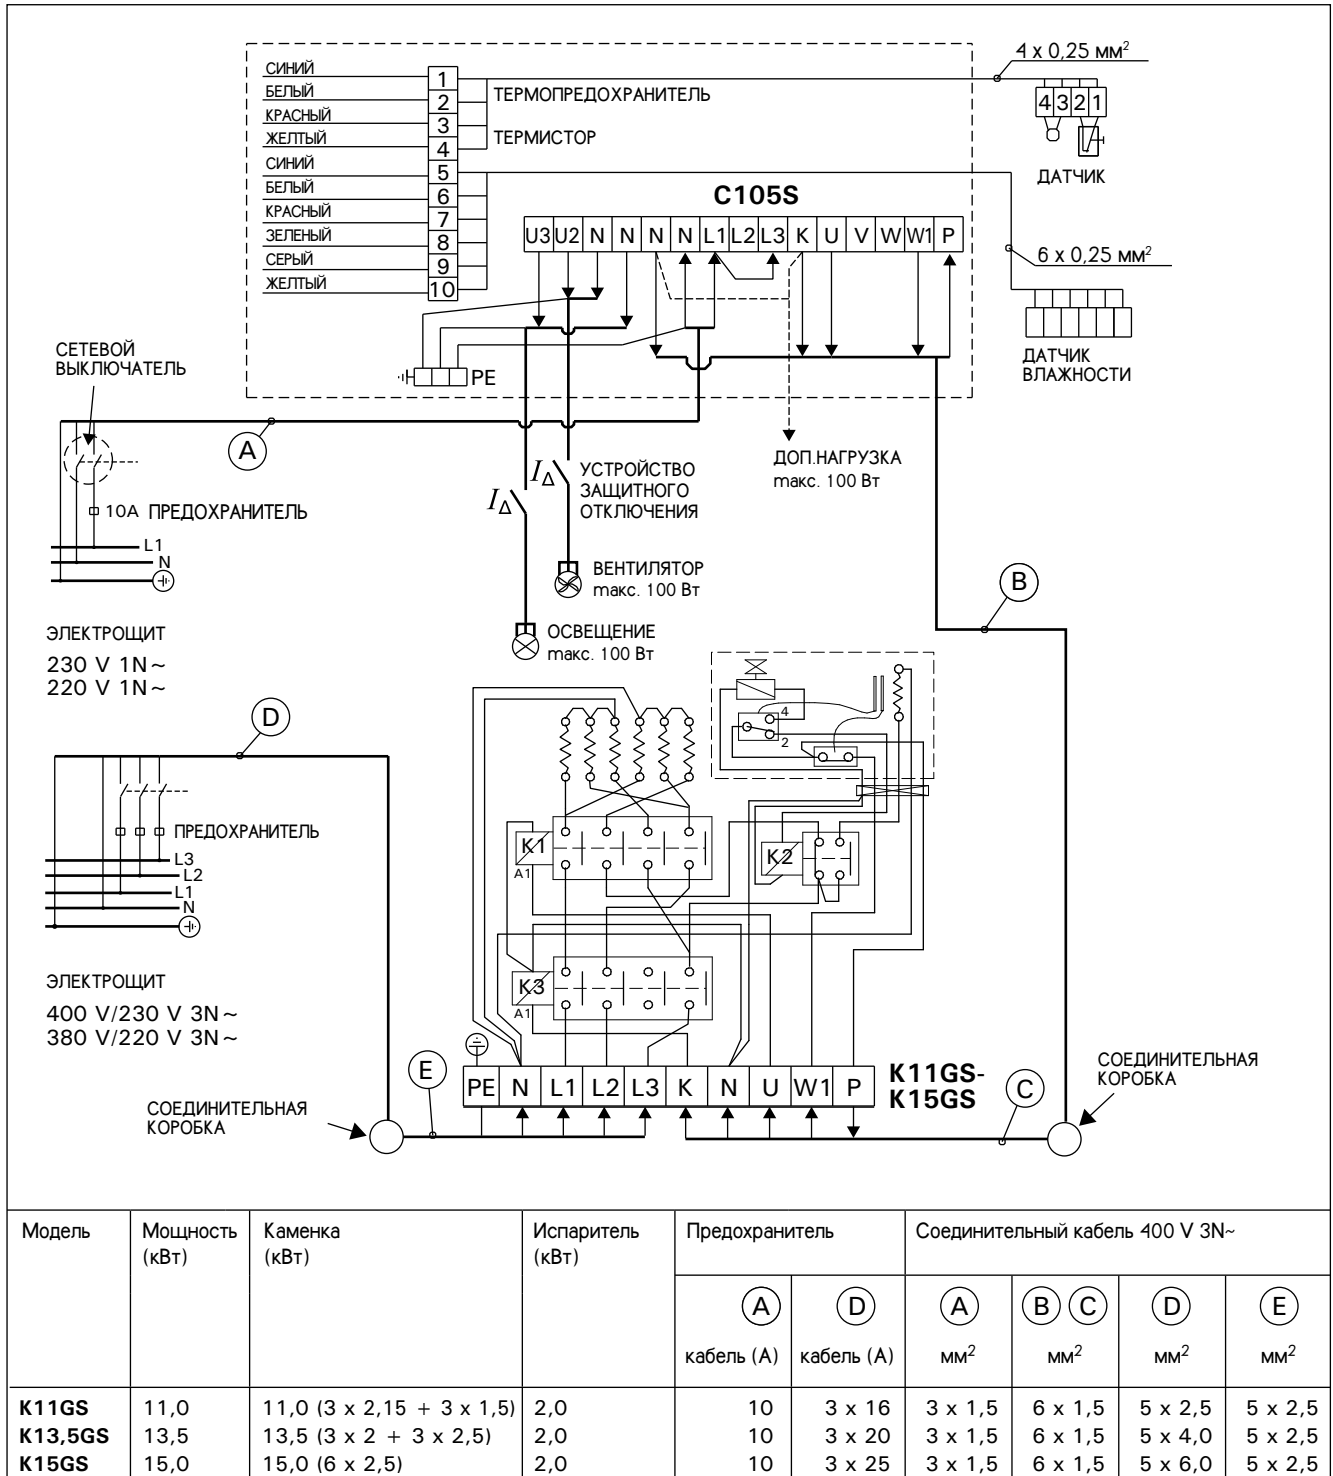 СИНИЙ
БЕЛЫЙ
КРАСНЫЙ
ЖЕЛТЫЙ
СИНИЙ
БЕЛЫЙ
КРАСНЫЙ
ЗЕЛЕНЫЙ
СЕРЫЙ
ЖЕЛТЫЙ
1
2
3
4
5
6
7
8
9
10
ТЕРМОПРЕДОХРАНИТЕЛЬ
ТЕРМИСТОР
4 x 0,25 мм²
4 3 2 1
ДАТЧИК
C105S
U3 U2 N N N N L1 L2 L3 K U V W W1 P
6 x 0,25 мм²
ДАТЧИК
ВЛАЖНОСТИ
PE
СЕТЕВОЙ
ВЫКЛЮЧАТЕЛЬ
A
10A ПРЕДОХРАНИТЕЛЬ
L1
N
ЭЛЕКТРОЩИТ
230 V 1N~
220 V 1N~
IΔ
IΔ
УСТРОЙСТВО
ЗАЩИТНОГО
ОТКЛЮЧЕНИЯ
ДОП.НАГРУЗКА
макс. 100 Вт
ВЕНТИЛЯТОР
макс. 100 Вт
ОСВЕЩЕНИЕ
макс. 100 Вт
B
D
ПРЕДОХРАНИТЕЛЬ
L3
L2
L1
N
ЭЛЕКТРОЩИТ
400 V/230 V 3N~
380 V/220 V 3N~
4
2
K1
A1
K2
K3
A1
PE N L1 L2 L3 K N U W1 P
K11GS-
K15GS
E
C
СОЕДИНИТЕЛЬНАЯ
КОРОБКА
СОЕДИНИТЕЛЬНАЯ
КОРОБКА
Модель Мощность (кВт) Каменка (кВт) Испаритель (кВт) Предохранитель Соединительный кабель 400 V 3N~
A D A B C D E
кабель (A) кабель (A) мм² мм² мм² мм²
K11GS 11,0 11,0 (3 x 2,15 + 3 x 1,5) 2,0 10 3 x 16 3 x 1,5 6 x 1,5 5 x 2,5 5 x 2,5
K13,5GS 13,5 13,5 (3 x 2 + 3 x 2,5) 2,0 10 3 x 20 3 x 1,5 6 x 1,5 5 x 4,0 5 x 2,5
K15GS 15,0 15,0 (6 x 2,5) 2,0 10 3 x 25 3 x 1,5 6 x 1,5 5 x 6,0 5 x 2,5